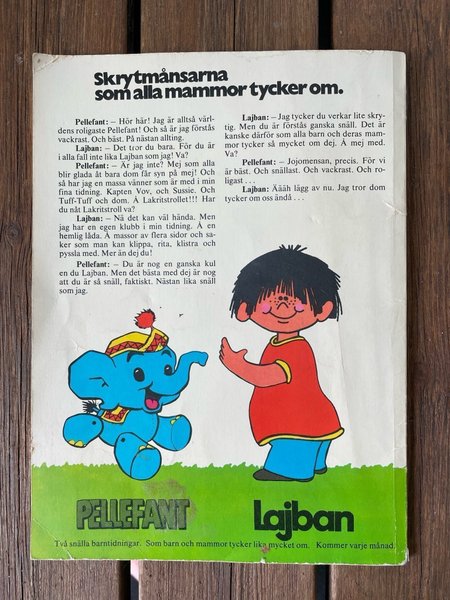 Skrytmånsarna
som alla mammor tycker om.
Pellefant: – Hör här! Jag är alltså värl-
dens roligaste Pellefant! Och så är jag förstås
vackrast. Och bäst. På nästan allting.
Lajban: – Det tror du bara. För du är
i alla fall inte lika Lajban som jag! Va?
Pellefant: – Är jag inte? Mej som alla
blir glada åt bara dom får syn på mej! Och
så har jag en massa vänner som är med i min
fina tidning. Kapten Vov, och Sussie. Och
Tuff-Tuff och dom. Å Lakritstrollet!!! Har
du nåt Lakritstroll va?
Lajban: – Nä det kan väl hända. Men
jag har en egen klubb i min tidning. Å en
hemlig låda. Å massor av flera sidor och sa-
ker som man kan klippa, rita, klistra och
pyssla med. Mer än dej du!
Pellefant: – Du är nog en ganska kul
en du Lajban. Men det bästa med dej är nog
att du är så snäll, faktiskt. Nästan lika snäll
som jag.
Lajban: – Jag tycker du verkar lite skry-
tig. Men du är förstås ganska snäll. Det är
kanske därför som alla barn och deras mam-
mor tycker så mycket om dej. Å mej med.
Va?
Pellefant: – Jojomensan, precis. För vi
är bäst. Och snällast. Och vackrast. Och ro-
ligast . . .
Lajban: – Äääh lägg av nu. Jag tror dom
tycker om oss ändå . . .
PELLEFANT
Lajban
Två snälla barntidningar. Som barn och mammor tycker lika mycket om. Kommer varje månad.